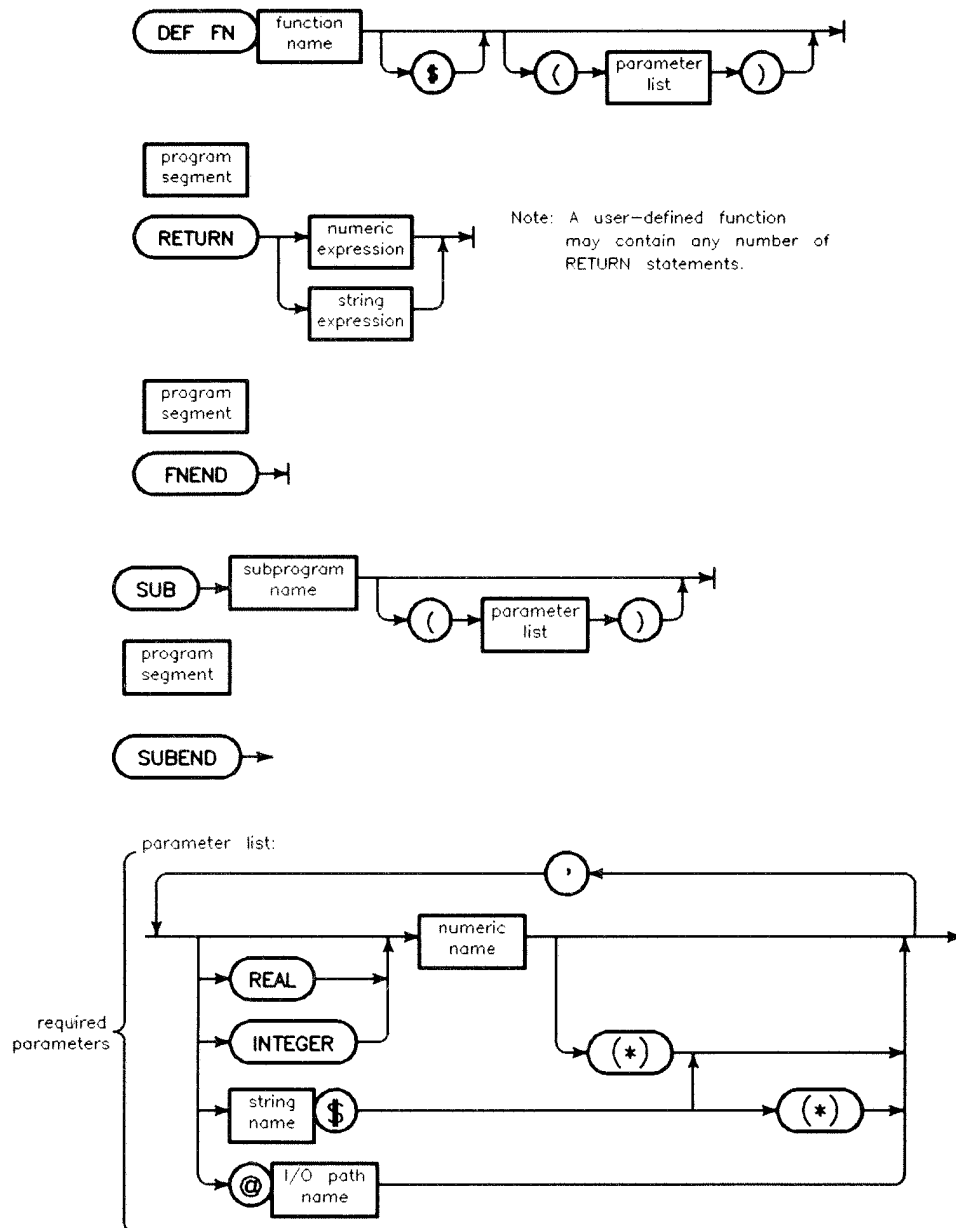 DEF FN function name
$ ( parameter list )
program segment
RETURN numeric expression
string expression
Note: A user-defined function
may contain any number of
RETURN statements.
program segment
FNEND
SUB subprogram name
( parameter list )
program segment
SUBEND
parameter list:
,
numeric name
REAL
required parameters
INTEGER
(*)
string name $
(*)
@ I/O path name